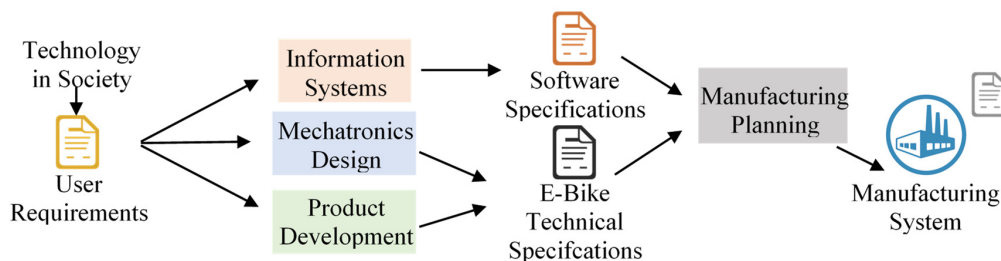 Technology
in Society
User
Requirements
Information
Systems
Mechatronics
Design
Product
Development
Software
Specifications
E-Bike
Technical
Specifcations
Manufacturing
Planning
Manufacturing
System